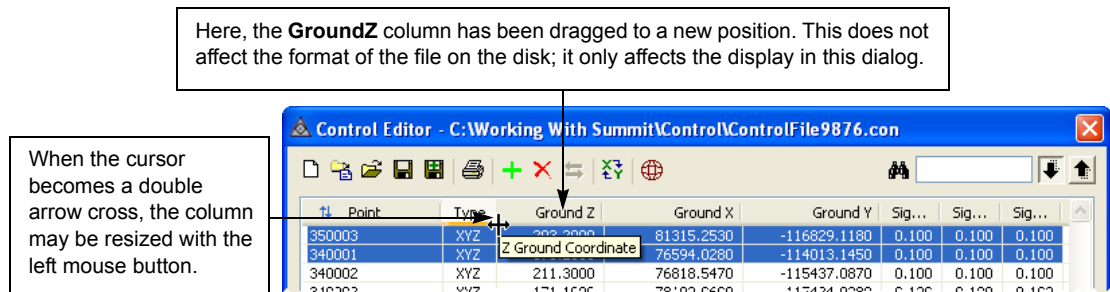 Here, the GroundZ column has been dragged to a new position. This does not
affect the format of the file on the disk; it only affects the display in this dialog.
When the cursor
becomes a double
arrow cross, the column
may be resized with the
left mouse button.
Control Editor - C:\Working With Summit\Control\ControlFile9876.con
Point Type Ground Z Ground X Ground Y Sig... Sig... Sig...
350003 XYZ 81315.2530 -116829.1180 0.100 0.100 0.100
Z Ground Coordinate
340001 XYZ 76594.0280 -114013.1450 0.100 0.100 0.100
340002 XYZ 211.3000 76818.5470 -115437.0870 0.100 0.100 0.100